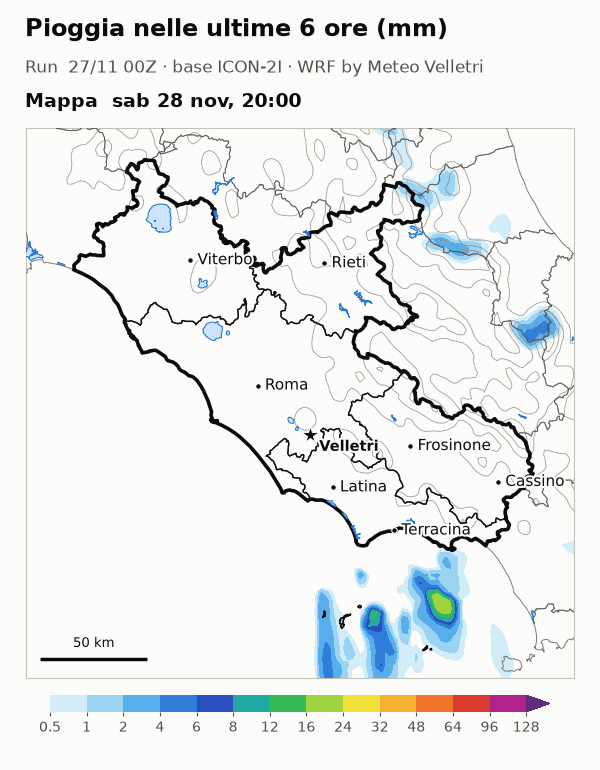 Pioggia nelle ultime 6 ore (mm)
Run 27/11 00Z · base ICON-2I · WRF by Meteo Velletri
Mappa sab 28 nov, 20:00
Viterbo
Rieti
Roma
Velletri
Frosinone
Latina
Cassino
Terracina
50 km
0.5 1 2 4 6 8 12 16 24 32 48 64 96 128